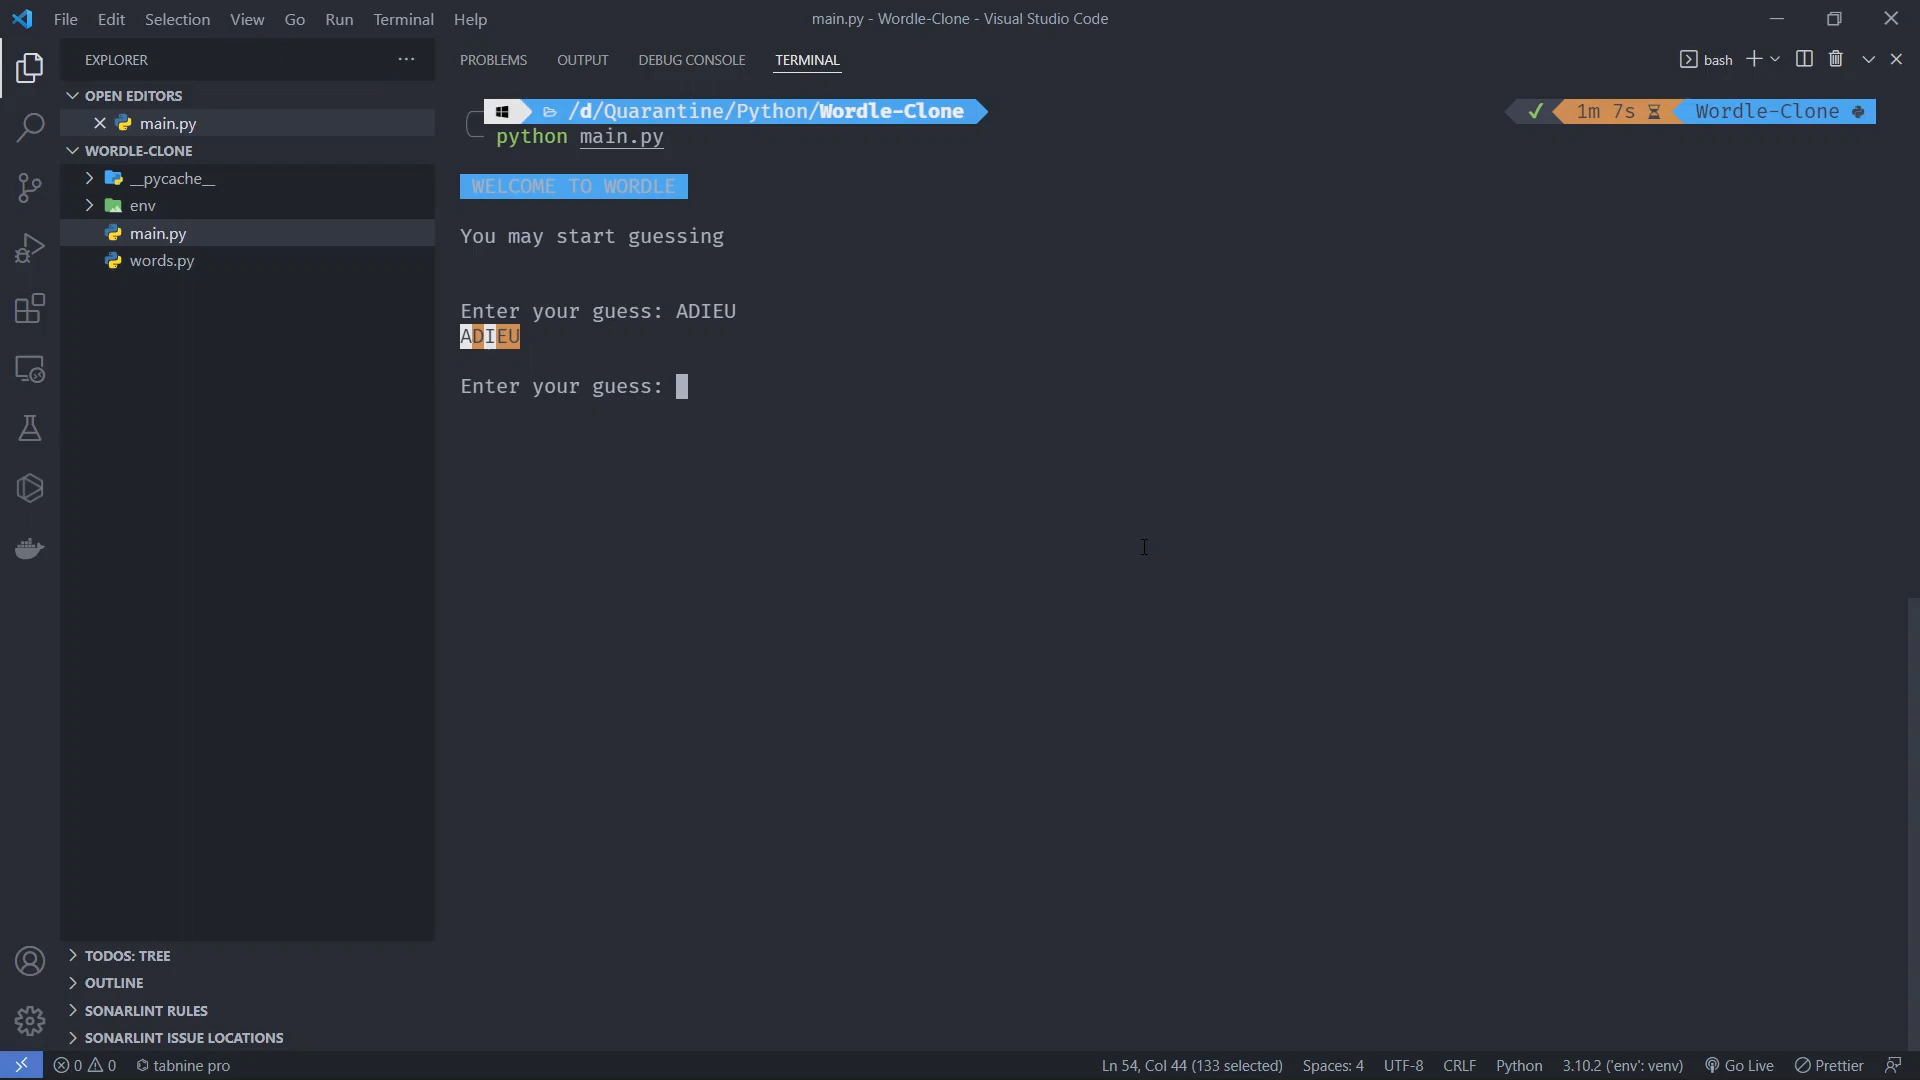 File Edit Selection View Go Run Terminal Help
main.py - Wordle-Clone - Visual Studio Code
EXPLORER
OPEN EDITORS
main.py
WORDLE-CLONE
__pycache__
env
main.py
words.py
TODOS: TREE
OUTLINE
SONARLINT RULES
SONARLINT ISSUE LOCATIONS
PROBLEMS OUTPUT DEBUG CONSOLE TERMINAL
bash
/d/Quarantine/Python/Wordle-Clone
1m 7s Wordle-Clone
python main.py
WELCOME TO WORDLE
You may start guessing
Enter your guess: ADIEU
ADIEU
Enter your guess:
0 0 tabnine pro
Ln 54, Col 44 (133 selected) Spaces: 4 UTF-8 CRLF Python 3.10.2 ('env': venv) Go Live Prettier